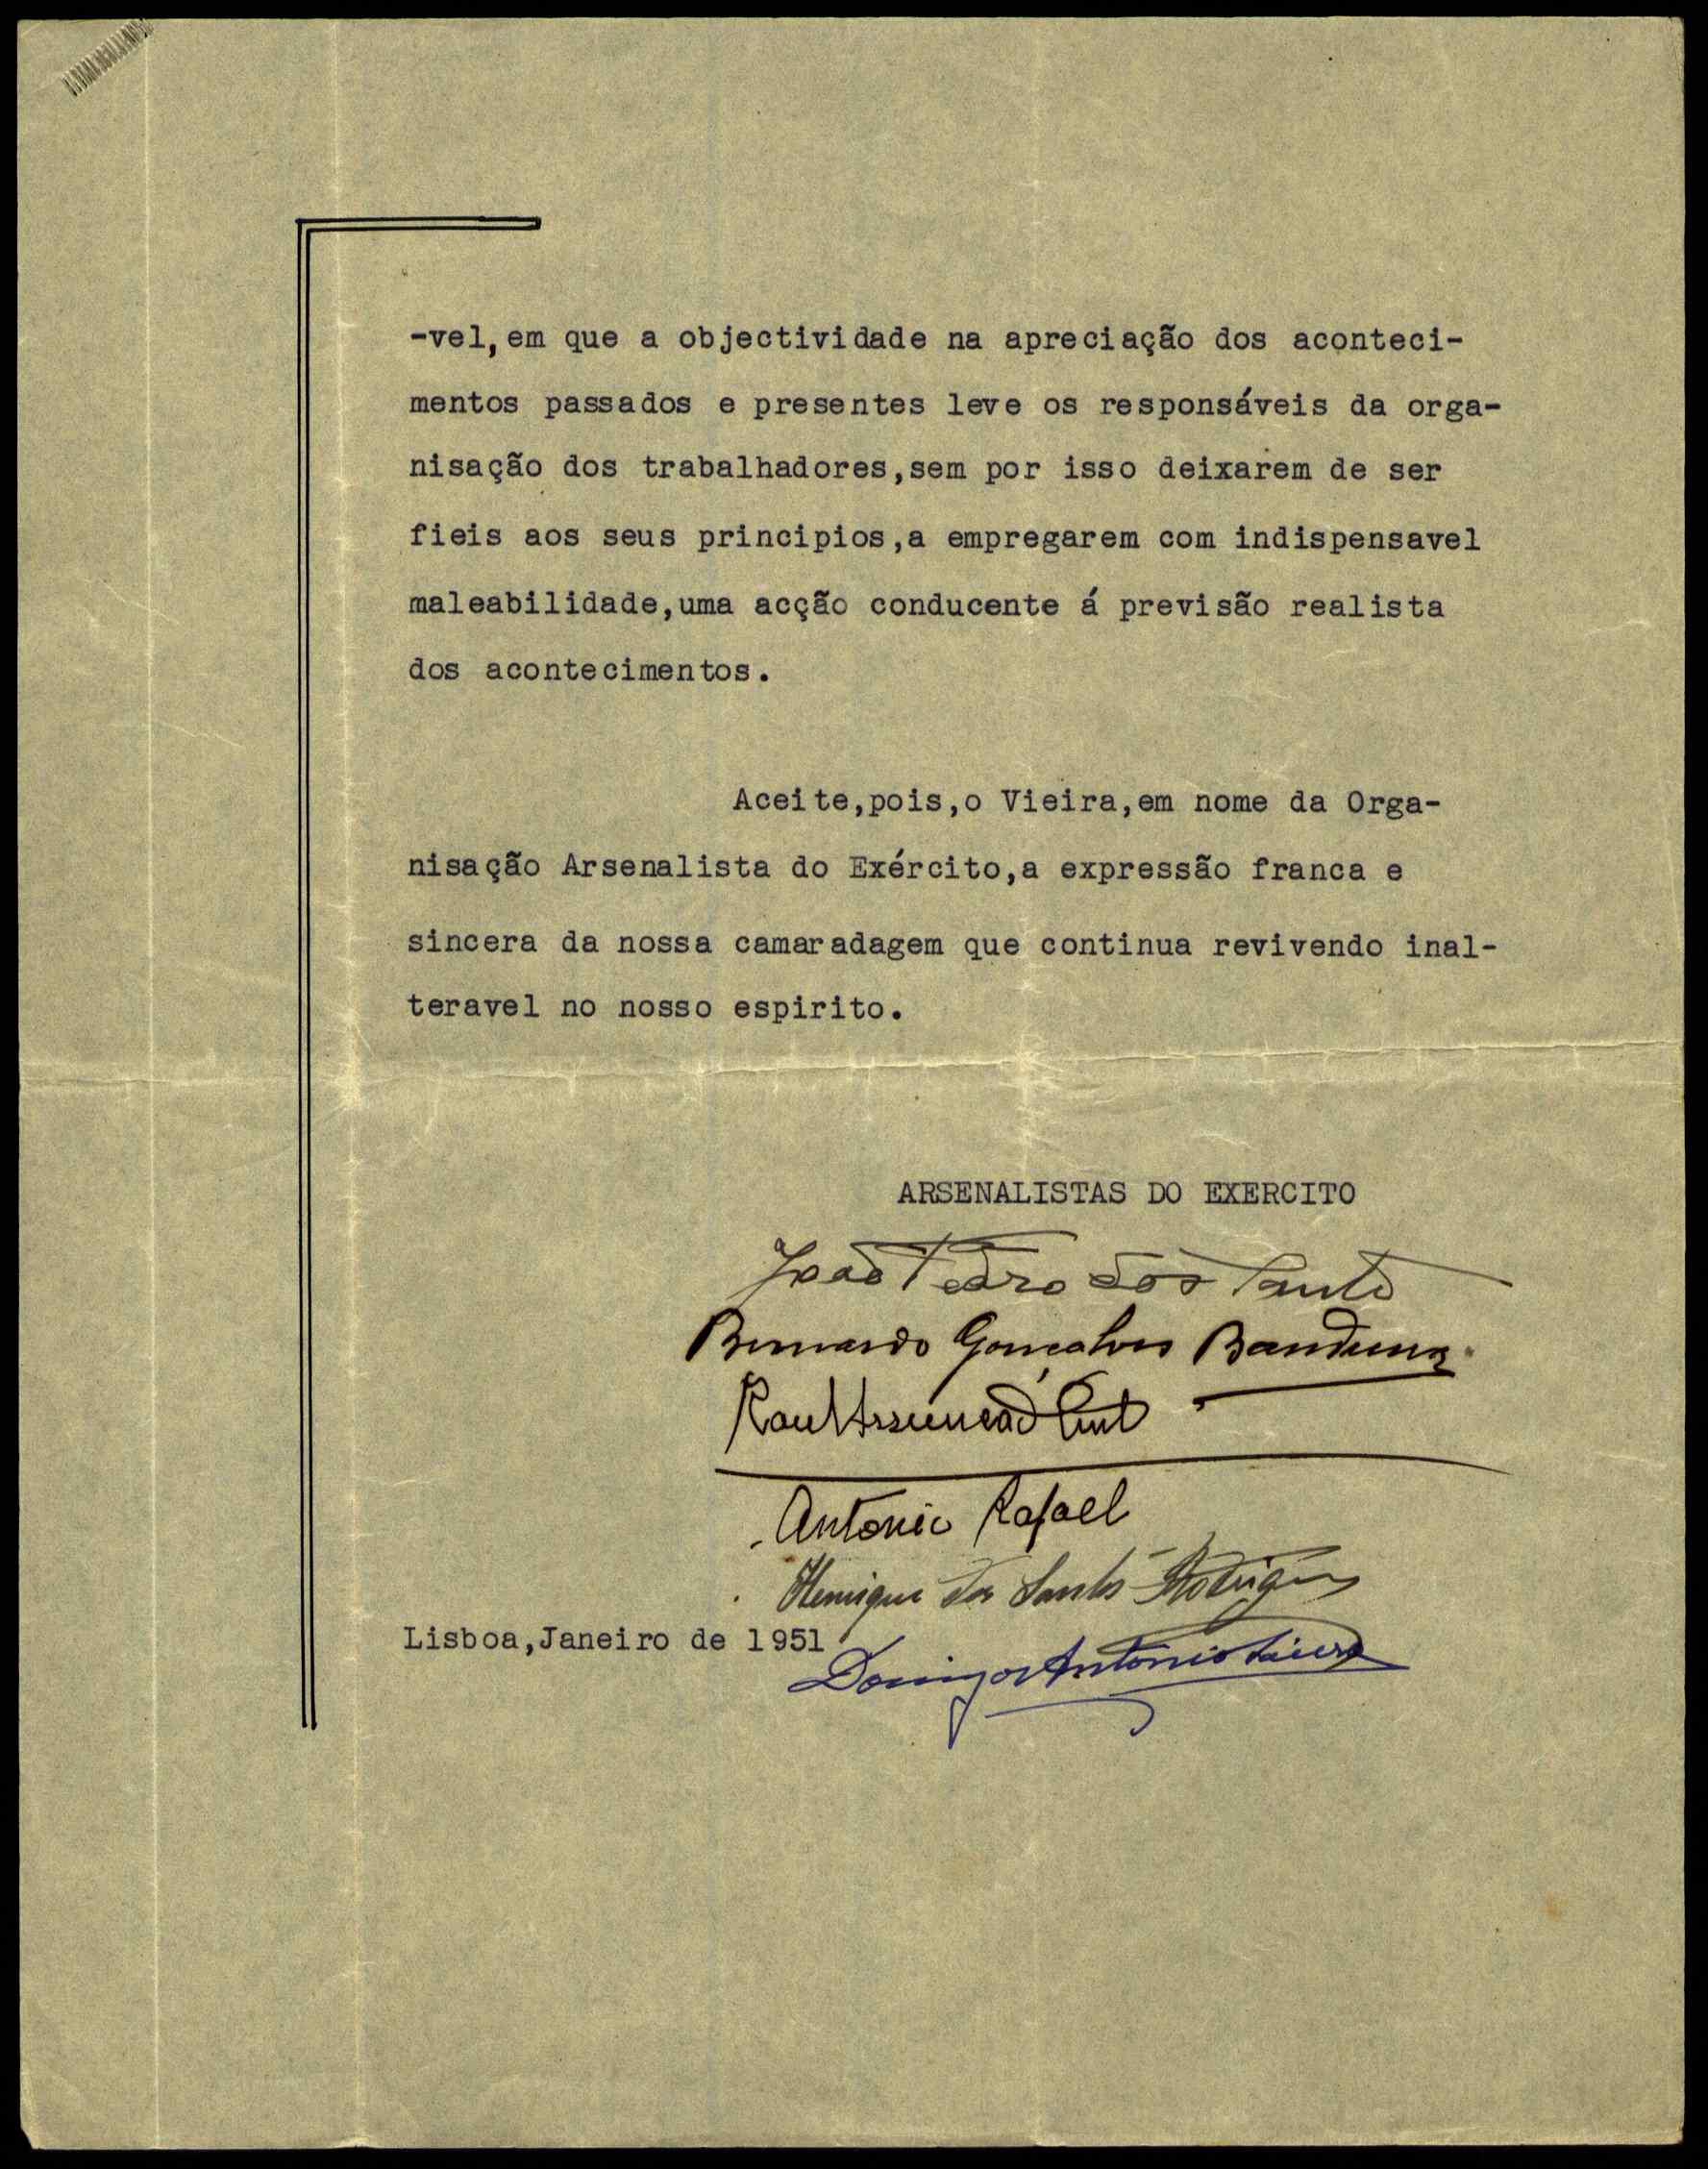 -vel,em que a objectividade na apreciação dos aconteci-
mentos passados e presentes leve os responsáveis da orga-
nisação dos trabalhadores,sem por isso deixarem de ser
fieis aos seus principios,a empregarem com indispensavel
maleabilidade,uma acção conducente á previsão realista
dos acontecimentos.
Aceite,pois,o Vieira,em nome da Orga-
nisação Arsenalista do Exército,a expressão franca e
sincera da nossa camaradagem que continua revivendo inal-
teravel no nosso espirito.
ARSENALISTAS DO EXERCITO
João Pedro dos Santos
Bernardo Gonçalves
Raul Assunção
Antonio Rafael
Henrique dos Santos Rodrigues
Lisboa,Janeiro de 1951
Domingos Antonio